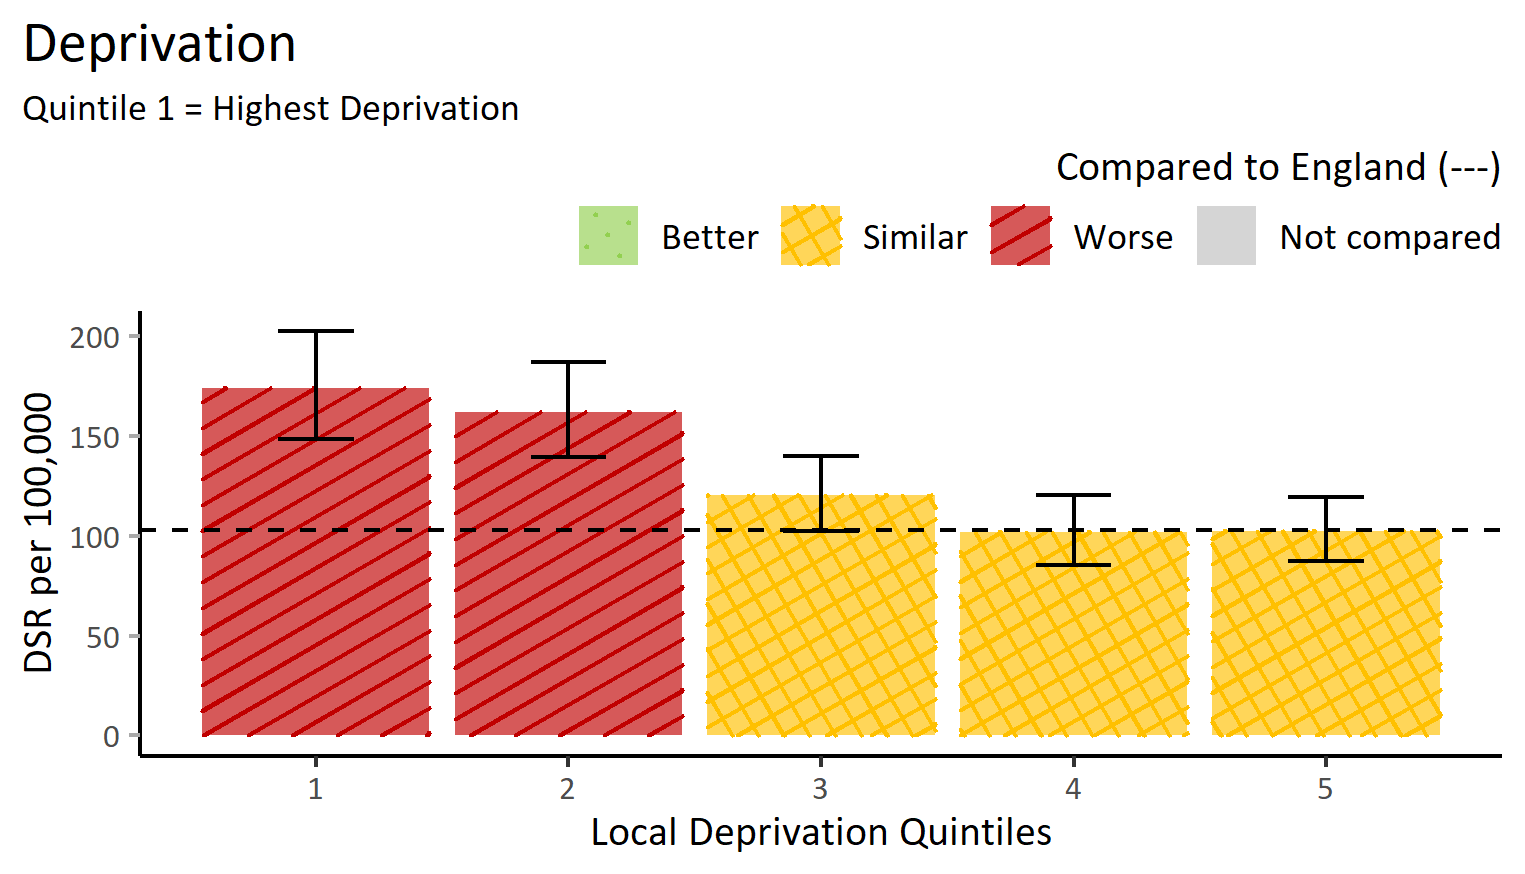 Deprivation
Quintile 1 = Highest Deprivation
Compared to England (---)
Better Similar Worse Not compared
200
150
100
50
0
DSR per 100,000
1 2 3 4 5
Local Deprivation Quintiles